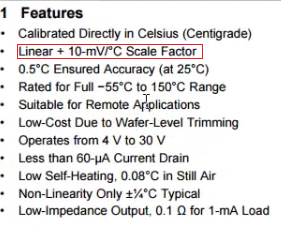 1 Features
• Calibrated Directly in Celsius (Centigrade)
• Linear + 10-mV/°C Scale Factor
• 0.5°C Ensured Accuracy (at 25°C)
• Rated for Full −55°C to 150°C Range
• Suitable for Remote Applications
• Low-Cost Due to Wafer-Level Trimming
• Operates from 4 V to 30 V
• Less than 60-μA Current Drain
• Low Self-Heating, 0.08°C in Still Air
• Non-Linearity Only ±¼°C Typical
• Low-Impedance Output, 0.1 Ω for 1-mA Load